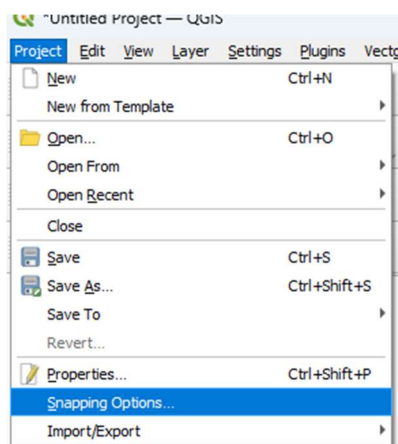 *Untitled Project — QGIS
Project Edit View Layer Settings Plugins Vecto
New Ctrl+N
New from Template
Open... Ctrl+O
Open From
Open Recent
Close
Save Ctrl+S
Save As... Ctrl+Shift+S
Save To
Revert...
Properties... Ctrl+Shift+P
Snapping Options...
Import/Export